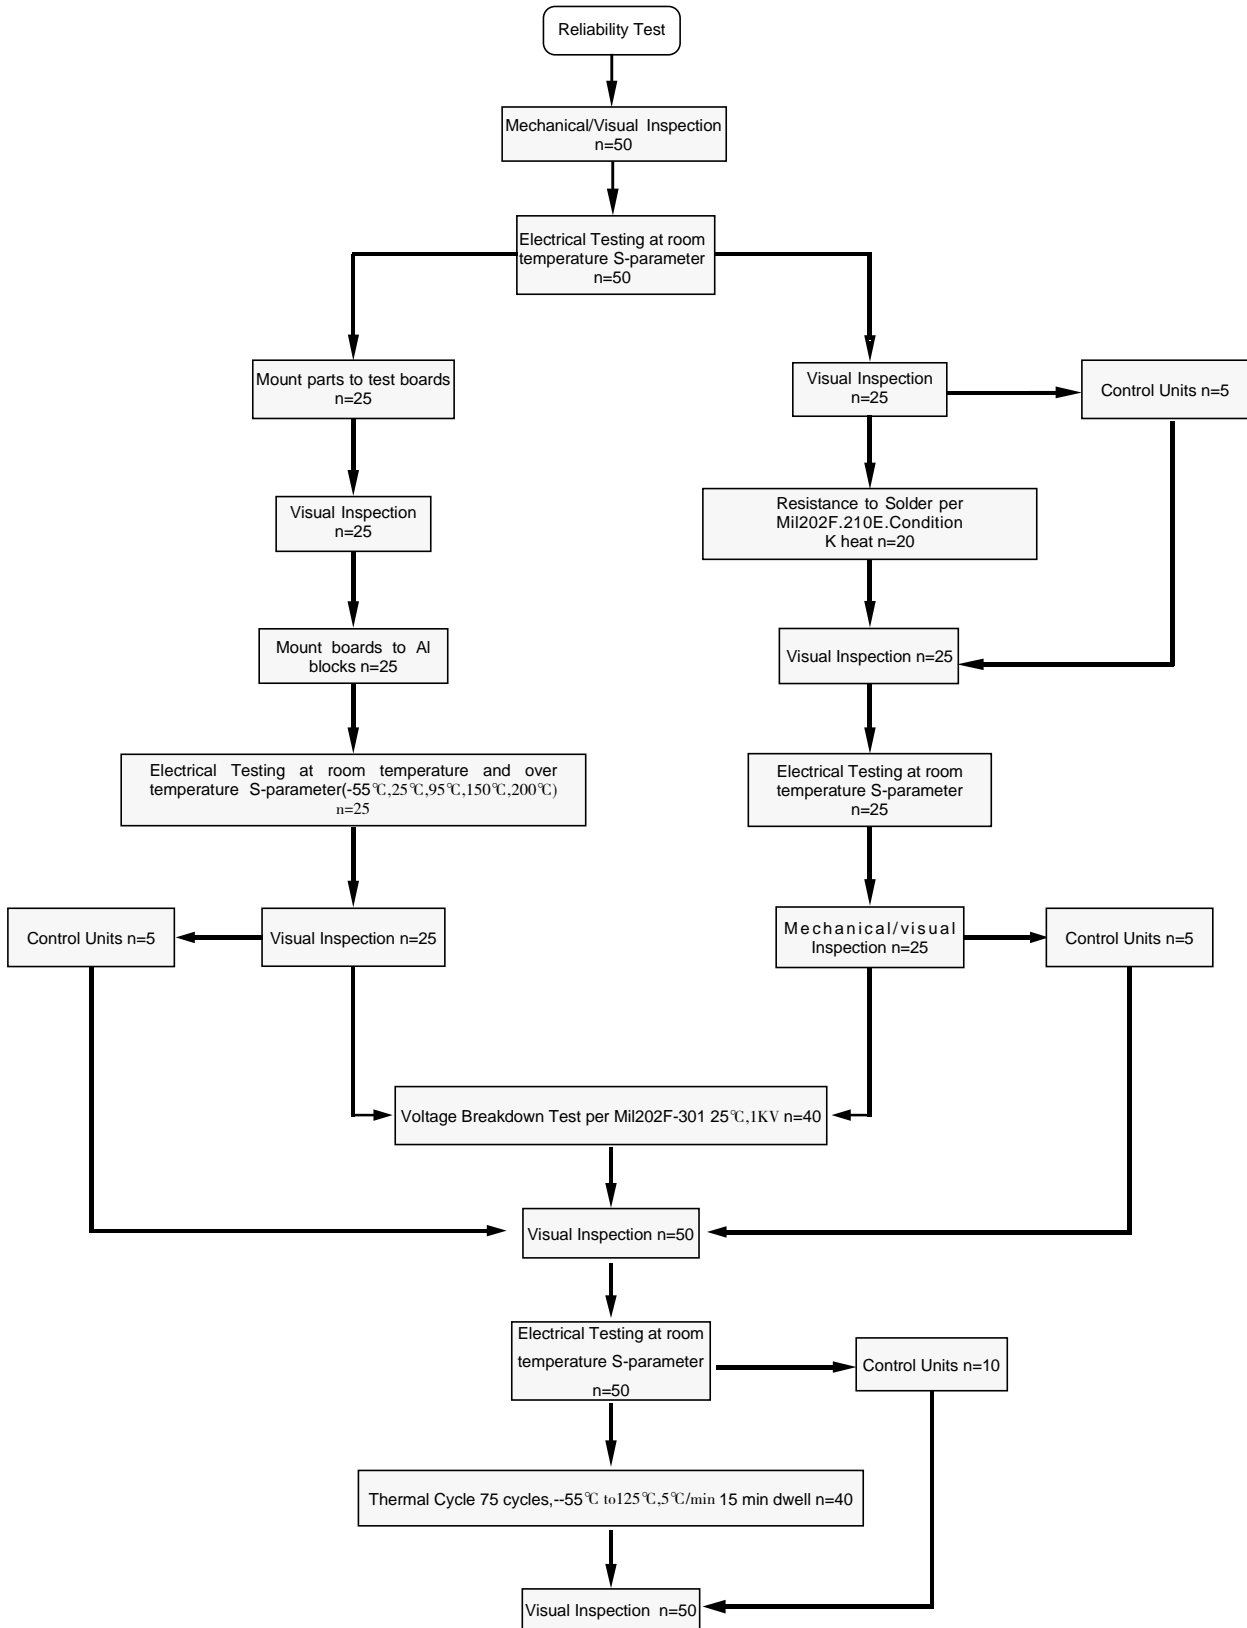 Reliability Test
Mechanical/Visual Inspection
n=50
Electrical Testing at room
temperature S-parameter
n=50
Mount parts to test boards
n=25
Visual Inspection
n=25
Control Units n=5
Visual Inspection
n=25
Resistance to Solder per
Mil202F.210E.Condition
K heat n=20
Mount boards to Al
blocks n=25
Visual Inspection n=25
Electrical Testing at room temperature and over
temperature S-parameter(-55℃,25℃,95℃,150℃,200℃)
n=25
Electrical Testing at room
temperature S-parameter
n=25
Control Units n=5
Visual Inspection n=25
Mechanical/visual
Inspection n=25
Control Units n=5
Voltage Breakdown Test per Mil202F-301 25℃,1KV n=40
Visual Inspection n=50
Electrical Testing at room
temperature S-parameter
n=50
Control Units n=10
Thermal Cycle 75 cycles,--55℃ to125℃,5℃/min 15 min dwell n=40
Visual Inspection n=50